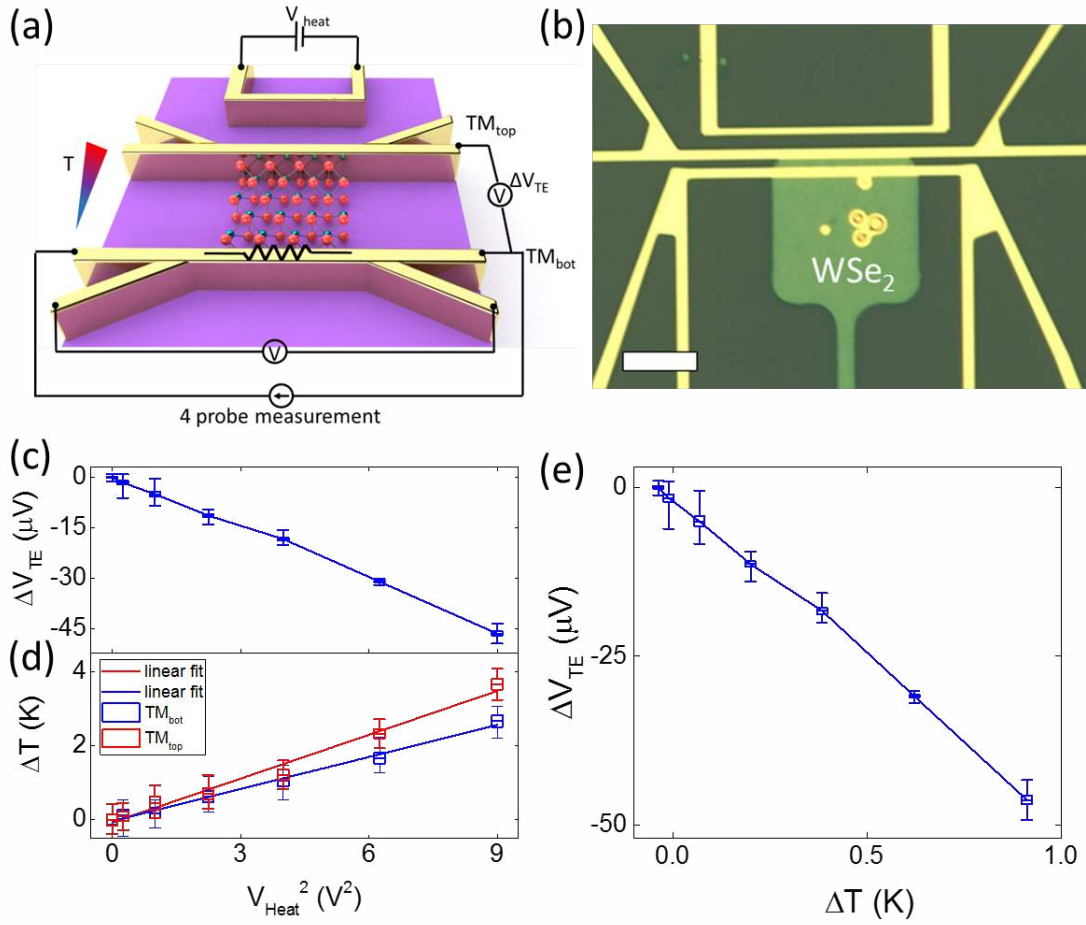 (a)
V_heat
TM_top
T
ΔV_TE
V
TM_bot
V
4 probe measurement
(b)
WSe₂
(c)
0
-15
-30
-45
ΔV_TE (μV)
(d)
linear fit
linear fit
TM_bot
TM_top
4
2
0
ΔT (K)
0 3 6 9
V_Heat² (V²)
(e)
0
-25
-50
ΔV_TE (μV)
0.0 0.5 1.0
ΔT (K)